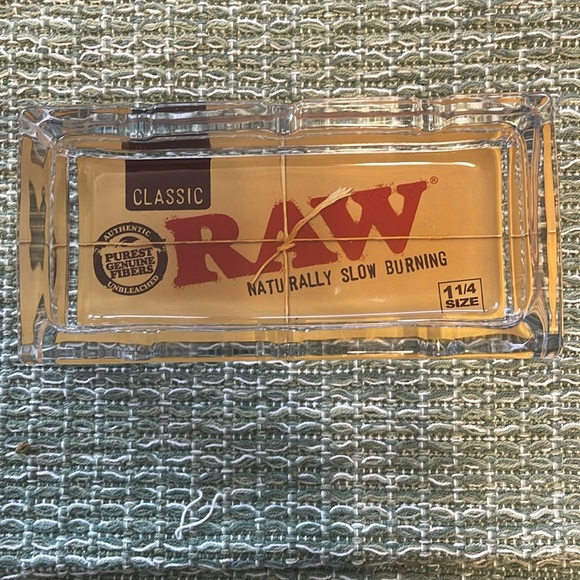 CLASSIC
RAW®
AUTHENTIC
PUREST
GENUINE
FIBERS
UNBLEACHED
NATURALLY SLOW BURNING
1 1/4
SIZE